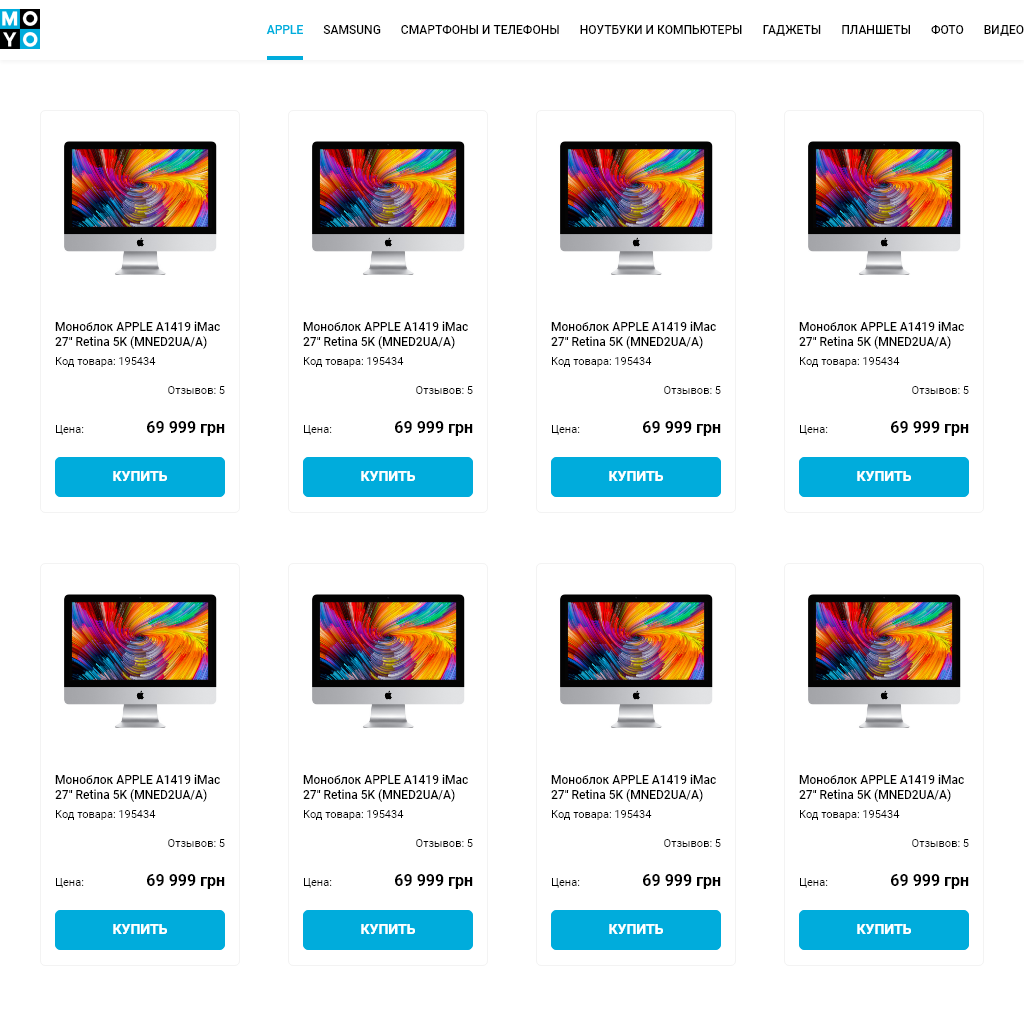 MO
YO
APPLE SAMSUNG СМАРТФОНЫ И ТЕЛЕФОНЫ НОУТБУКИ И КОМПЬЮТЕРЫ ГАДЖЕТЫ ПЛАНШЕТЫ ФОТО ВИДЕО
Моноблок APPLE A1419 iMac
27" Retina 5K (MNED2UA/A)
Код товара: 195434
Отзывов: 5
Цена: 69 999 грн
КУПИТЬ
Моноблок APPLE A1419 iMac
27" Retina 5K (MNED2UA/A)
Код товара: 195434
Отзывов: 5
Цена: 69 999 грн
КУПИТЬ
Моноблок APPLE A1419 iMac
27" Retina 5K (MNED2UA/A)
Код товара: 195434
Отзывов: 5
Цена: 69 999 грн
КУПИТЬ
Моноблок APPLE A1419 iMac
27" Retina 5K (MNED2UA/A)
Код товара: 195434
Отзывов: 5
Цена: 69 999 грн
КУПИТЬ
Моноблок APPLE A1419 iMac
27" Retina 5K (MNED2UA/A)
Код товара: 195434
Отзывов: 5
Цена: 69 999 грн
КУПИТЬ
Моноблок APPLE A1419 iMac
27" Retina 5K (MNED2UA/A)
Код товара: 195434
Отзывов: 5
Цена: 69 999 грн
КУПИТЬ
Моноблок APPLE A1419 iMac
27" Retina 5K (MNED2UA/A)
Код товара: 195434
Отзывов: 5
Цена: 69 999 грн
КУПИТЬ
Моноблок APPLE A1419 iMac
27" Retina 5K (MNED2UA/A)
Код товара: 195434
Отзывов: 5
Цена: 69 999 грн
КУПИТЬ